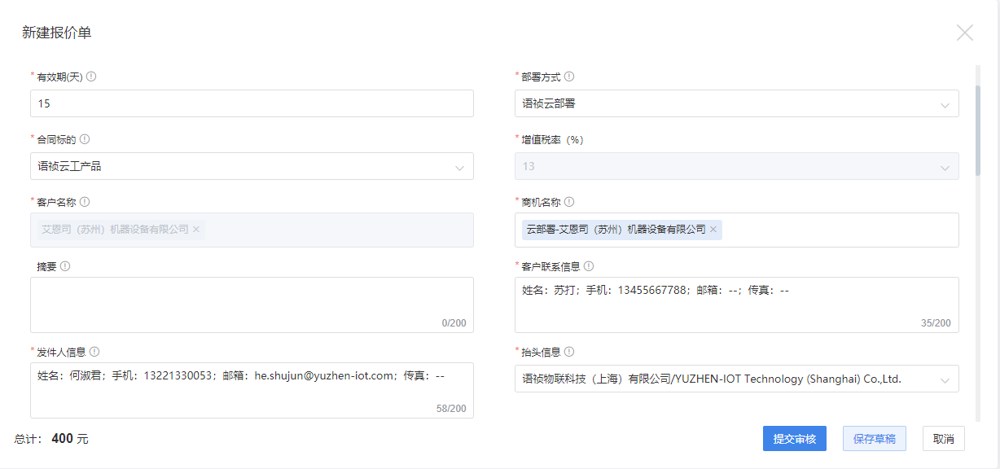 新建报价单
* 有效期(天)
15
* 部署方式
语祯云部署
* 合同标的
语祯云工产品
* 增值税率（%）
13
* 客户名称
艾恩司（苏州）机器设备有限公司
* 商机名称
云部署-艾恩司（苏州）机器设备有限公司
摘要
0/200
* 客户联系信息
姓名：苏打；手机：13455667788；邮箱：--；传真：--
35/200
* 发件人信息
姓名：何淑君；手机：13221330053；邮箱：he.shujun@yuzhen-iot.com；传真：--
58/200
* 抬头信息
语祯物联科技（上海）有限公司/YUZHEN-IOT Technology (Shanghai) Co.,Ltd.
总计： 400 元
提交审核
保存草稿
取消